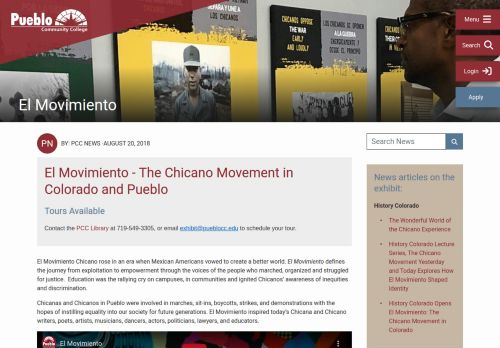 Pueblo
Community College
CHICANOS OPPOSE
THE WAR
EARLY AND
LOUDLY
LOS CHICANOS SE OPONEN
A LA GUERRA
Menu
Search
Login
Apply
El Movimiento
PN BY: PCC NEWS ·AUGUST 20, 2018
El Movimiento - The Chicano Movement in
Colorado and Pueblo
Tours Available
Contact the PCC Library at 719-549-3305, or email exhibit@pueblocc.edu to schedule your tour.
El Movimiento Chicano rose in an era when Mexican Americans vowed to create a better world. El Movimiento defines
the journey from exploitation to empowerment through the voices of the people who marched, organized and struggled
for justice.  Education was the rallying cry on campuses, in communities and ignited Chicanos' awareness of inequities
and discrimination.
Chicanas and Chicanos in Pueblo were involved in marches, sit-ins, boycotts, strikes, and demonstrations with the
hopes of instilling equality into our society for future generations. El Movimiento inspired today's Chicana and Chicano
writers, poets, artists, musicians, dancers, actors, politicians, lawyers, and educators.
El Movimiento
Search News
News articles on the
exhibit:
History Colorado
The Wonderful World of
the Chicano Experience
History Colorado Lecture
Series, The Chicano
Movement Yesterday
and Today Explores How
El Movimiento Shaped
Identity
History Colorado Opens
El Movimiento: The
Chicano Movement in
Colorado